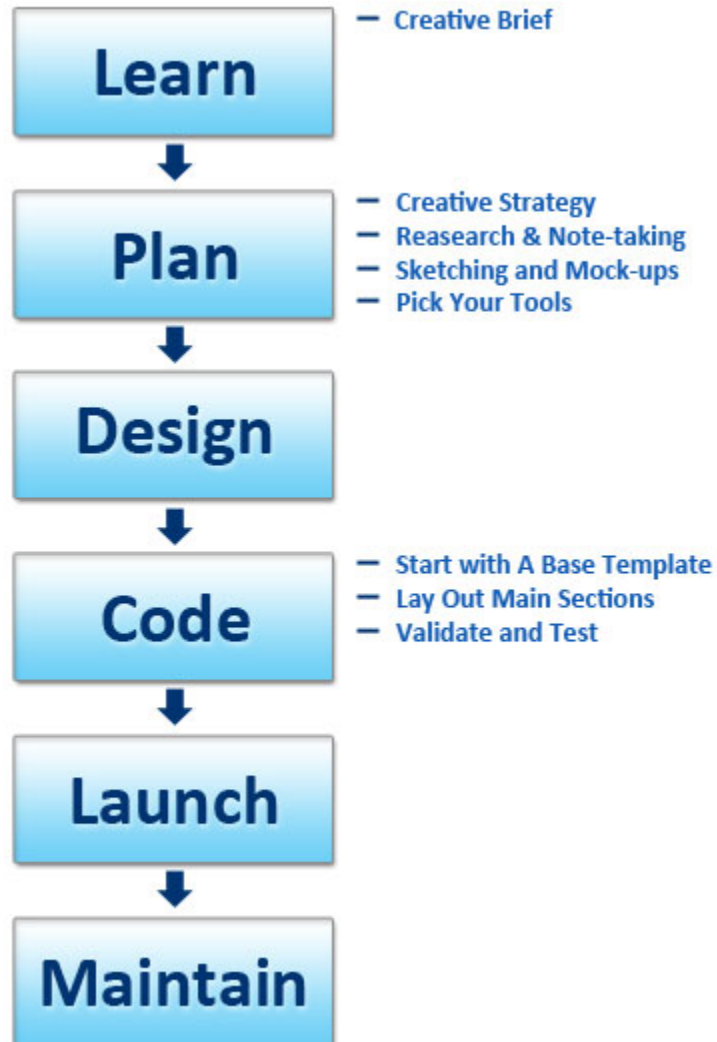 Learn
— Creative Brief
Plan
— Creative Strategy
— Reasearch & Note-taking
— Sketching and Mock-ups
— Pick Your Tools
Design
Code
— Start with A Base Template
— Lay Out Main Sections
— Validate and Test
Launch
Maintain